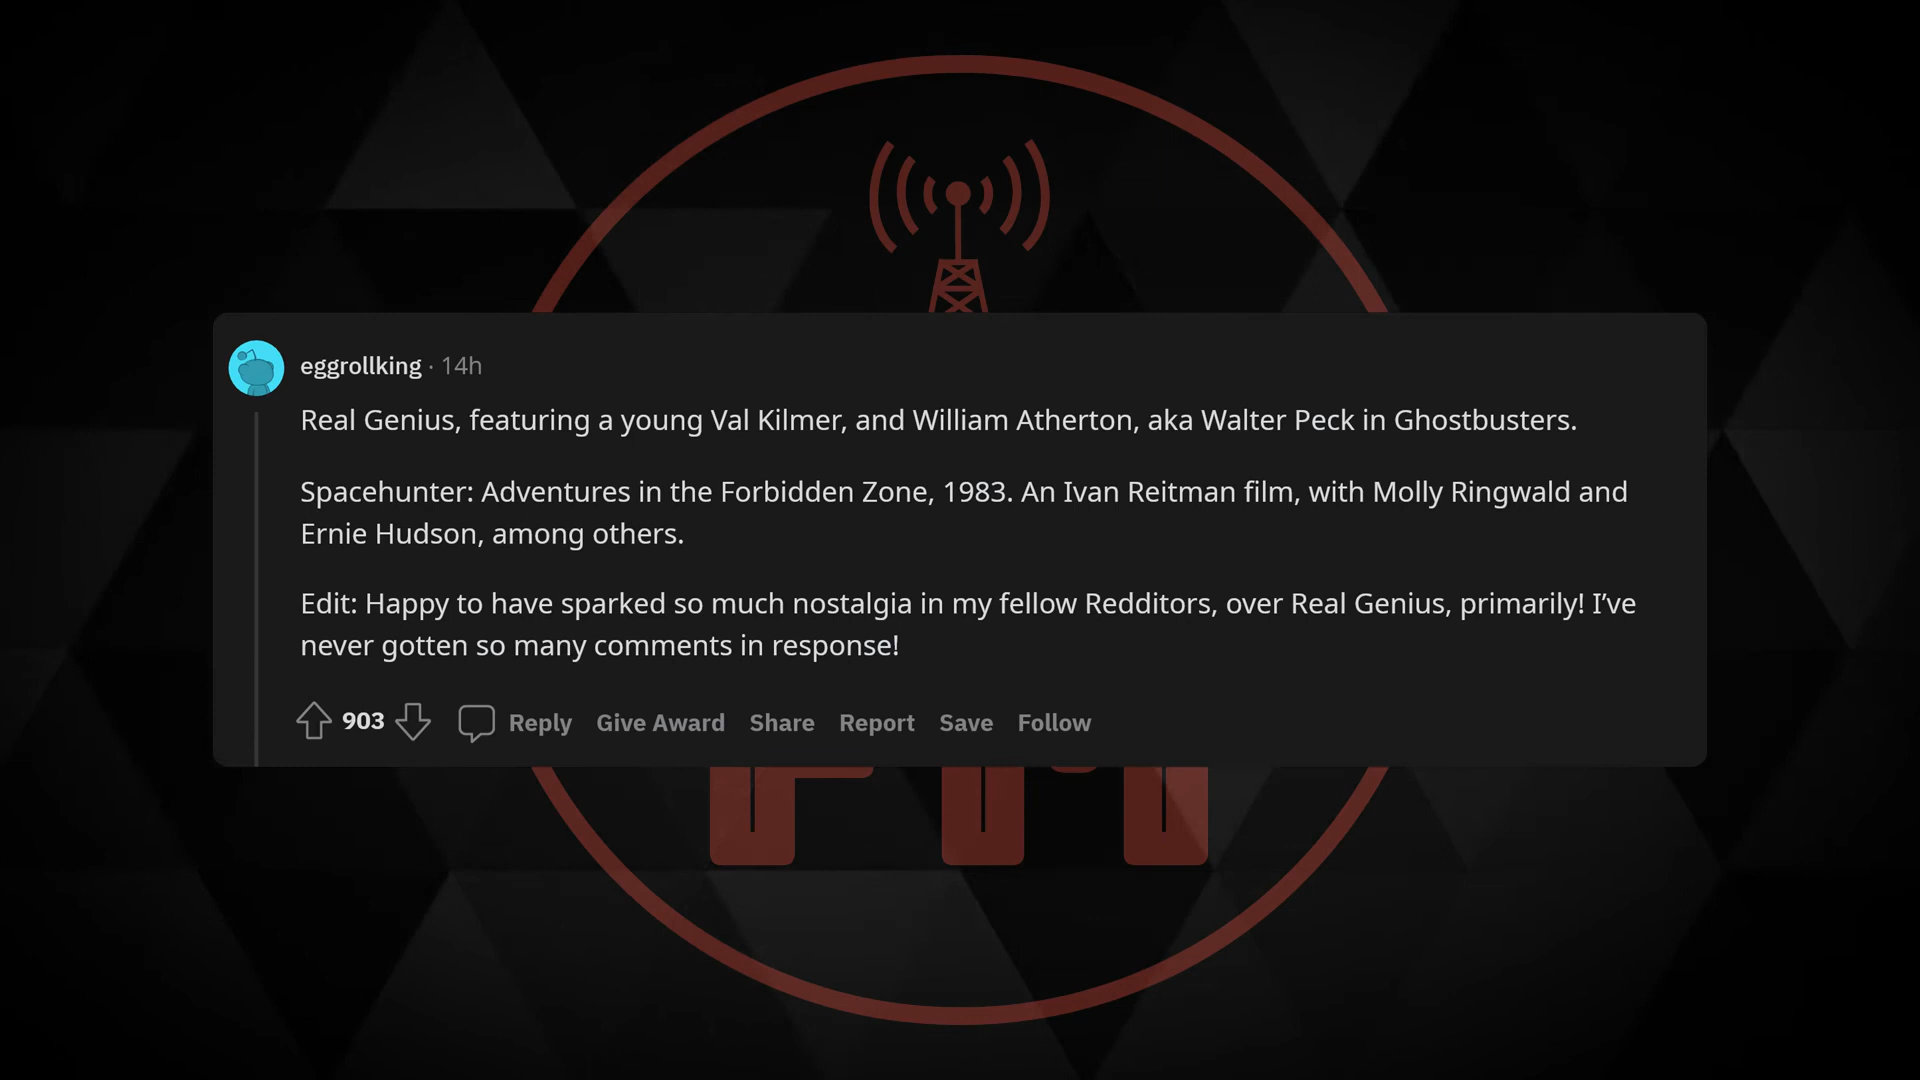 eggrollking · 14h
Real Genius, featuring a young Val Kilmer, and William Atherton, aka Walter Peck in Ghostbusters.
Spacehunter: Adventures in the Forbidden Zone, 1983. An Ivan Reitman film, with Molly Ringwald and
Ernie Hudson, among others.
Edit: Happy to have sparked so much nostalgia in my fellow Redditors, over Real Genius, primarily! I’ve
never gotten so many comments in response!
903 Reply Give Award Share Report Save Follow